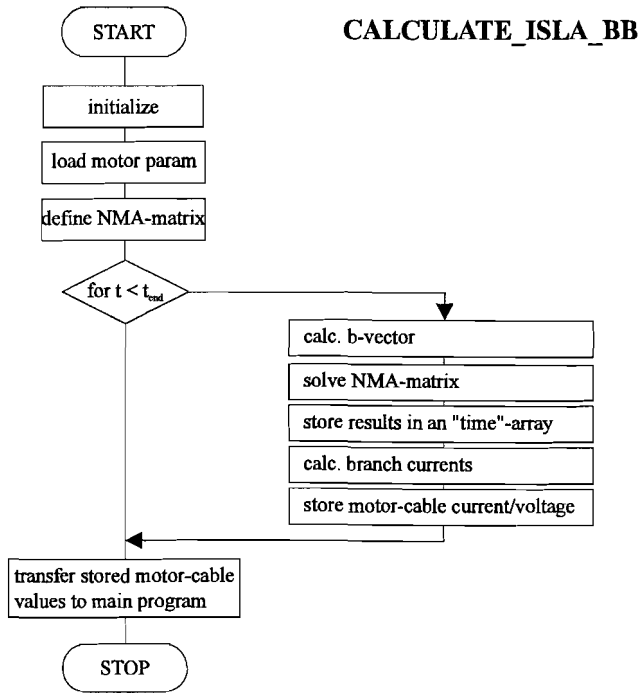 START
CALCULATE_ISLA_BB
initialize
load motor param
define NMA-matrix
for t < tend
calc. b-vector
solve NMA-matrix
store results in an "time"-array
calc. branch currents
store motor-cable current/voltage
transfer stored motor-cable
values to main program
STOP